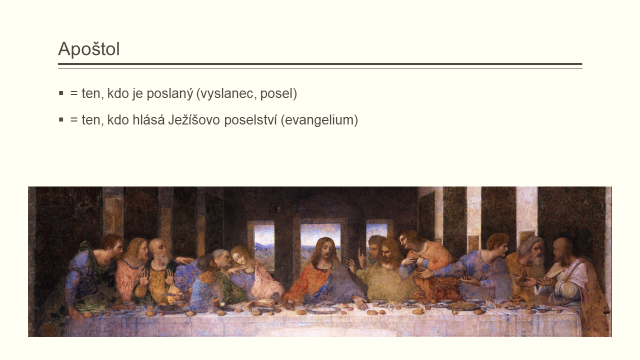 Apoštol
▪ = ten, kdo je poslaný (vyslanec, posel)
▪ = ten, kdo hlásá Ježíšovo poselství (evangelium)